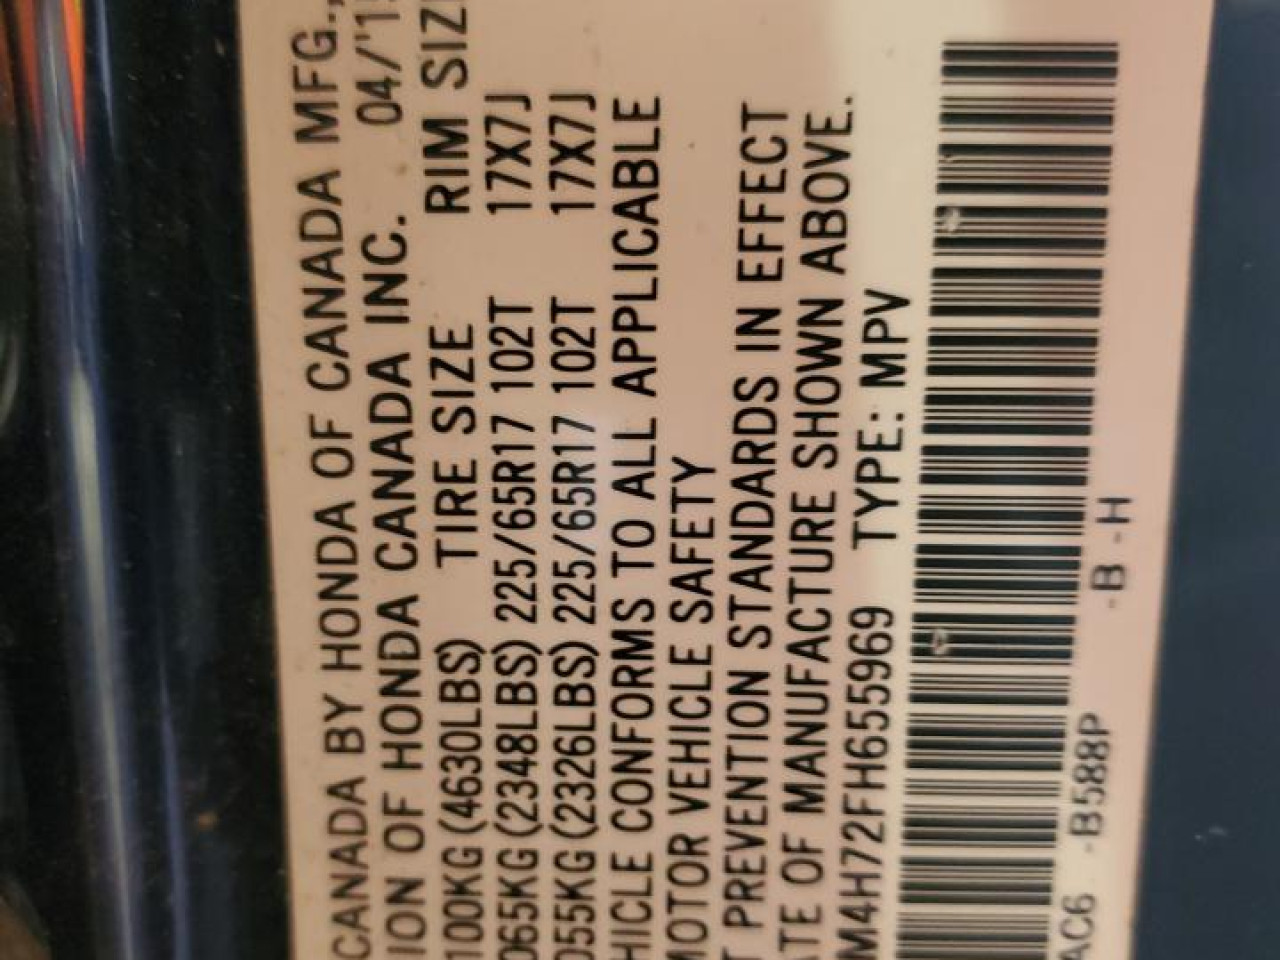 CANADA BY HONDA OF CANADA MFG.,
ION OF HONDA CANADA INC. 04/'1
TIRE SIZE RIM SIZ
100KG(4630LBS)
065KG(2348LBS) 225/65R17 102T 17X7J
055KG(2326LBS) 225/65R17 102T 17X7J
HICLE CONFORMS TO ALL APPLICABLE
MOTOR VEHICLE SAFETY
T PREVENTION STANDARDS IN EFFECT
ATE OF MANUFACTURE SHOWN ABOVE.
M4H72FH655969 TYPE: MPV
AC6 -B588P -B -H